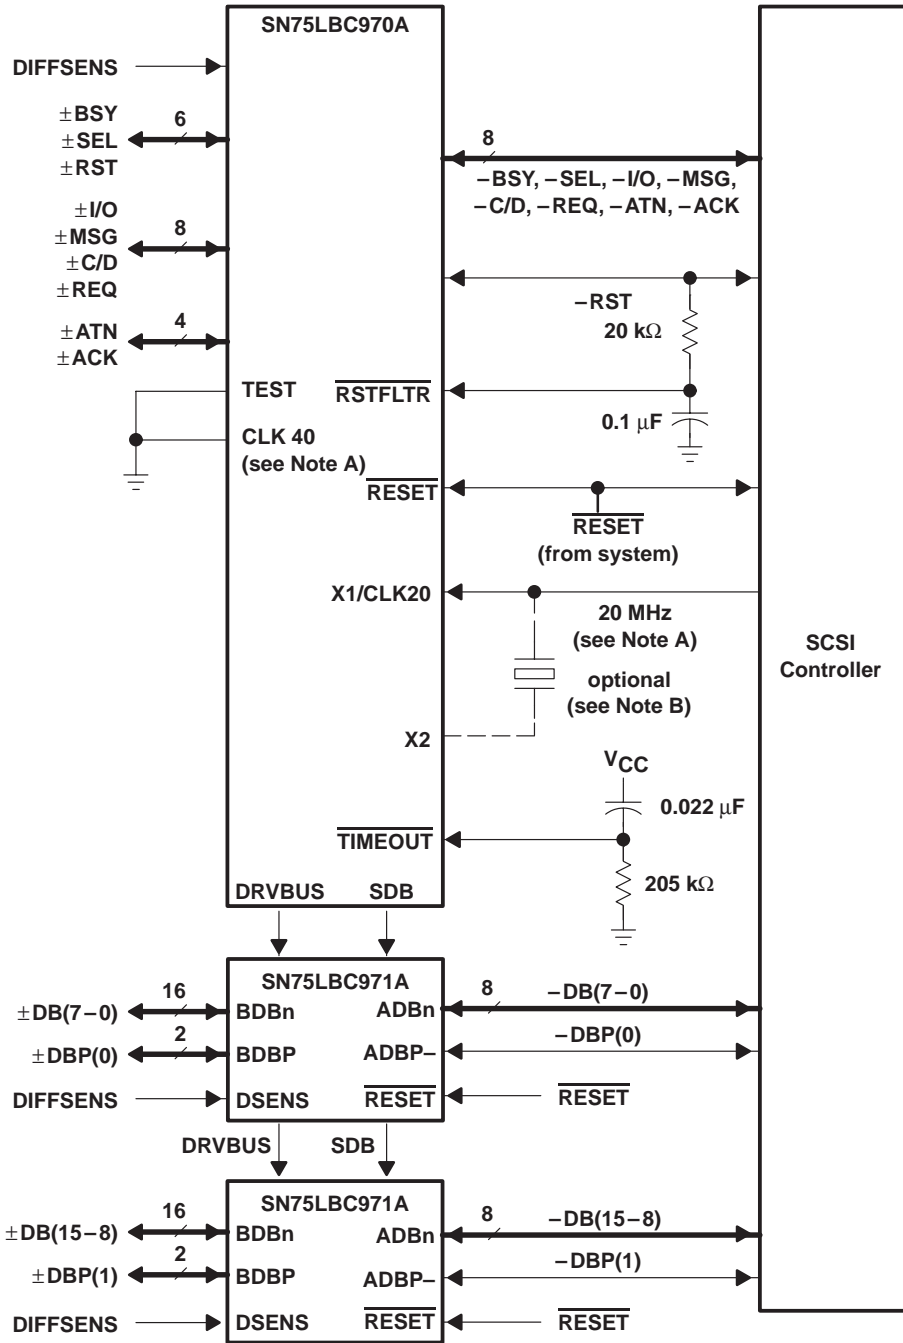 SN75LBC970A
DIFFSENS
±BSY
±SEL
±RST
6
±I/O
±MSG
±C/D
±REQ
8
±ATN
±ACK
4
TEST
CLK 40
(see Note A)
8
–BSY, –SEL, –I/O, –MSG,
–C/D, –REQ, –ATN, –ACK
–RST
20 kΩ
RSTFLTR
0.1 μF
RESET
RESET
(from system)
X1/CLK20
20 MHz
(see Note A)
optional
(see Note B)
X2
VCC
0.022 μF
TIMEOUT
205 kΩ
SCSI
Controller
DRVBUS SDB
SN75LBC971A
±DB(7–0) 16 BDBn ADBn 8 –DB(7–0)
±DBP(0) 2 BDBP ADBP– –DBP(0)
DIFFSENS DSENS RESET RESET
DRVBUS SDB
SN75LBC971A
±DB(15–8) 16 BDBn ADBn 8 –DB(15–8)
±DBP(1) 2 BDBP ADBP– –DBP(1)
DIFFSENS DSENS RESET RESET